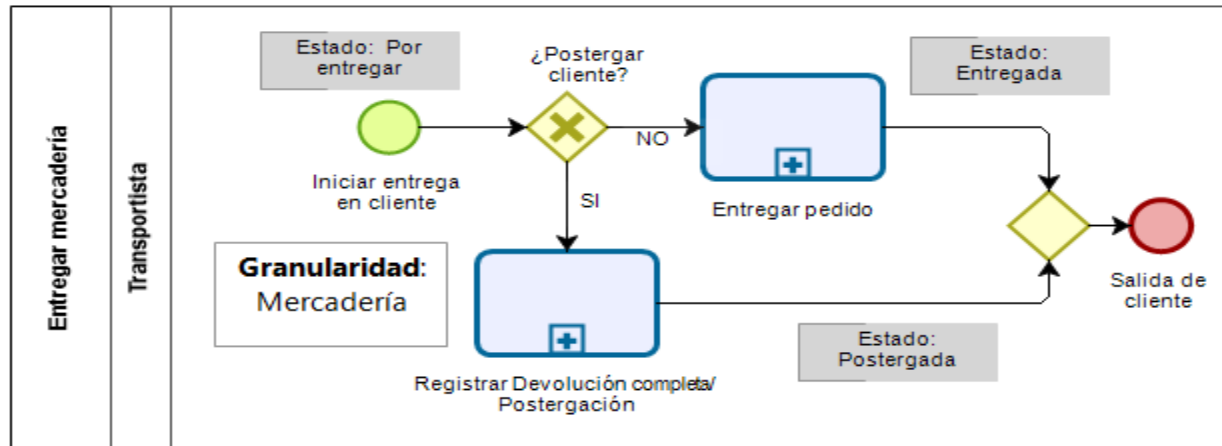 Entregar mercadería
Transportista
Estado:  Por
entregar
¿Postergar
cliente?
Estado:
Entregada
NO
Iniciar entrega
en cliente
SI
Entregar pedido
Granularidad:
Mercadería
Salida de
cliente
Estado:
Postergada
Registrar Devolución completa/
Postergación